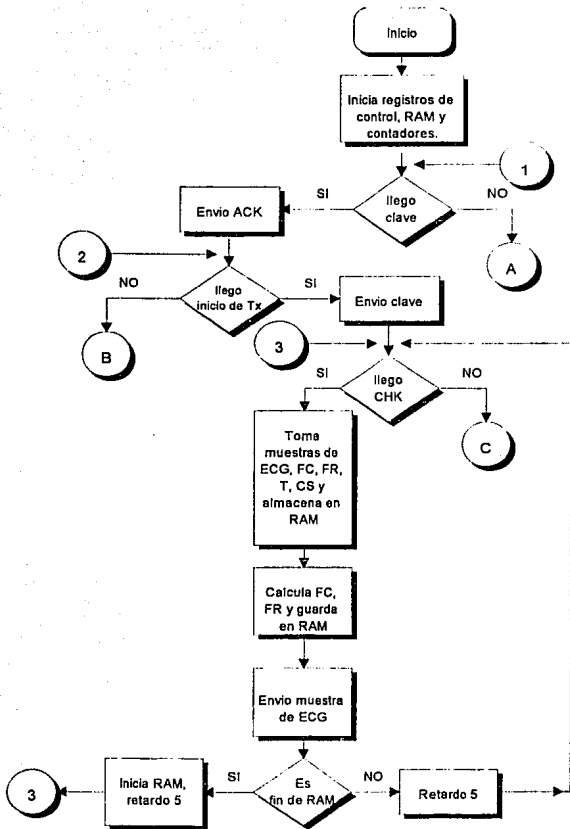 Inicio
Inicia registros de
control, RAM y
contadores.
1
SI
llego
clave
NO
Envio ACK
A
2
NO
llego
inicio de Tx
SI
Envio clave
B
3
SI
llego
CHK
NO
C
Toma
muestras de
ECG, FC, FR,
T, CS y
almacena en
RAM
Calcula FC,
FR y guarda
en RAM
Envio muestra
de ECG
3
Inicia RAM,
retardo 5
SI
Es
fin de RAM
NO
Retardo 5